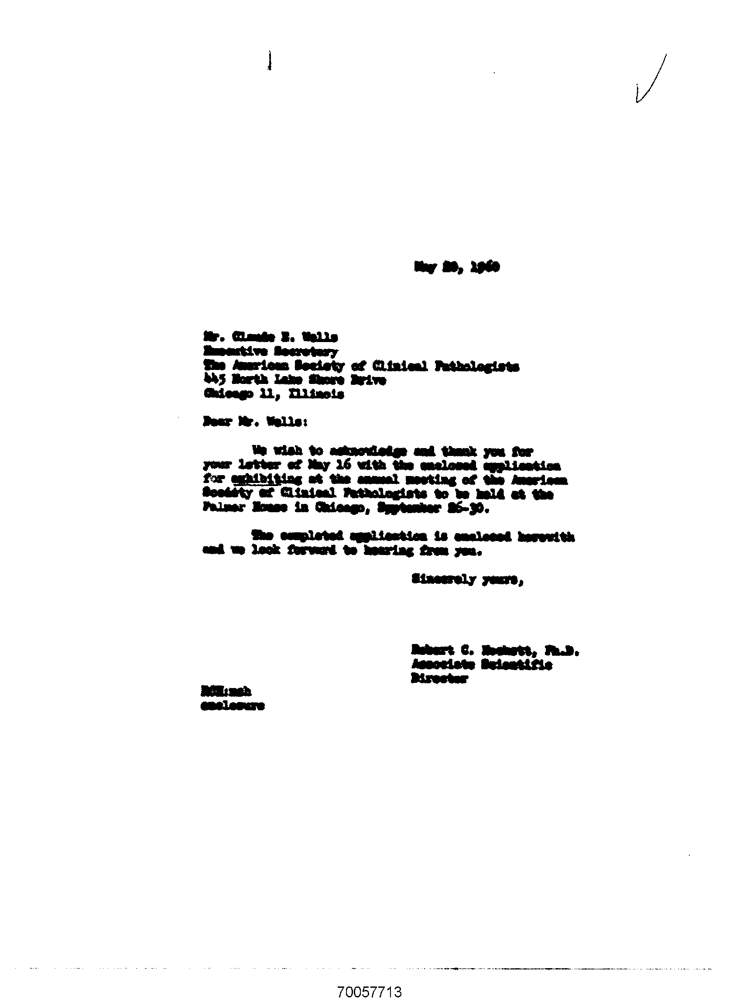 May 20, 1960
Mr. Claude E. Wells
Executive Secretary
The American Society of Clinical Pathologists
445 North Lake Shore Drive
Chicago 11, Illinois
Dear Mr. Wells:
We wish to acknowledge and thank you for
your letter of May 16 with the enclosed application
for exhibiting at the annual meeting of the American
Society of Clinical Pathologists to be held at the
Palmer House in Chicago, September 26-30.
The completed application is enclosed herewith
and we look forward to hearing from you.
Sincerely yours,
Robert C. Hockett, Ph.D.
Associate Scientific
Director
RCH:msh
enclosure
70057713